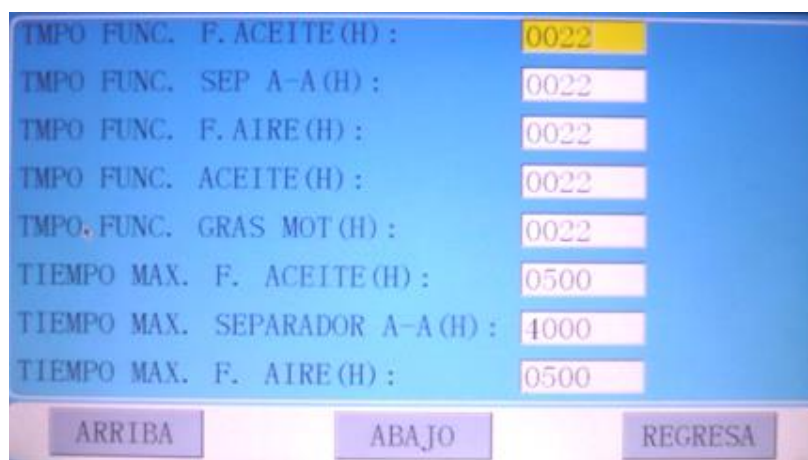 TMPO FUNC. F.ACEITE(H): 0022
TMPO FUNC. SEP A-A(H): 0022
TMPO FUNC. F.AIRE(H): 0022
TMPO FUNC. ACEITE(H): 0022
TMPO. FUNC. GRAS MOT(H): 0022
TIEMPO MAX. F. ACEITE(H): 0500
TIEMPO MAX. SEPARADOR A-A(H): 4000
TIEMPO MAX. F. AIRE(H): 0500
ARRIBA ABAJO REGRESA